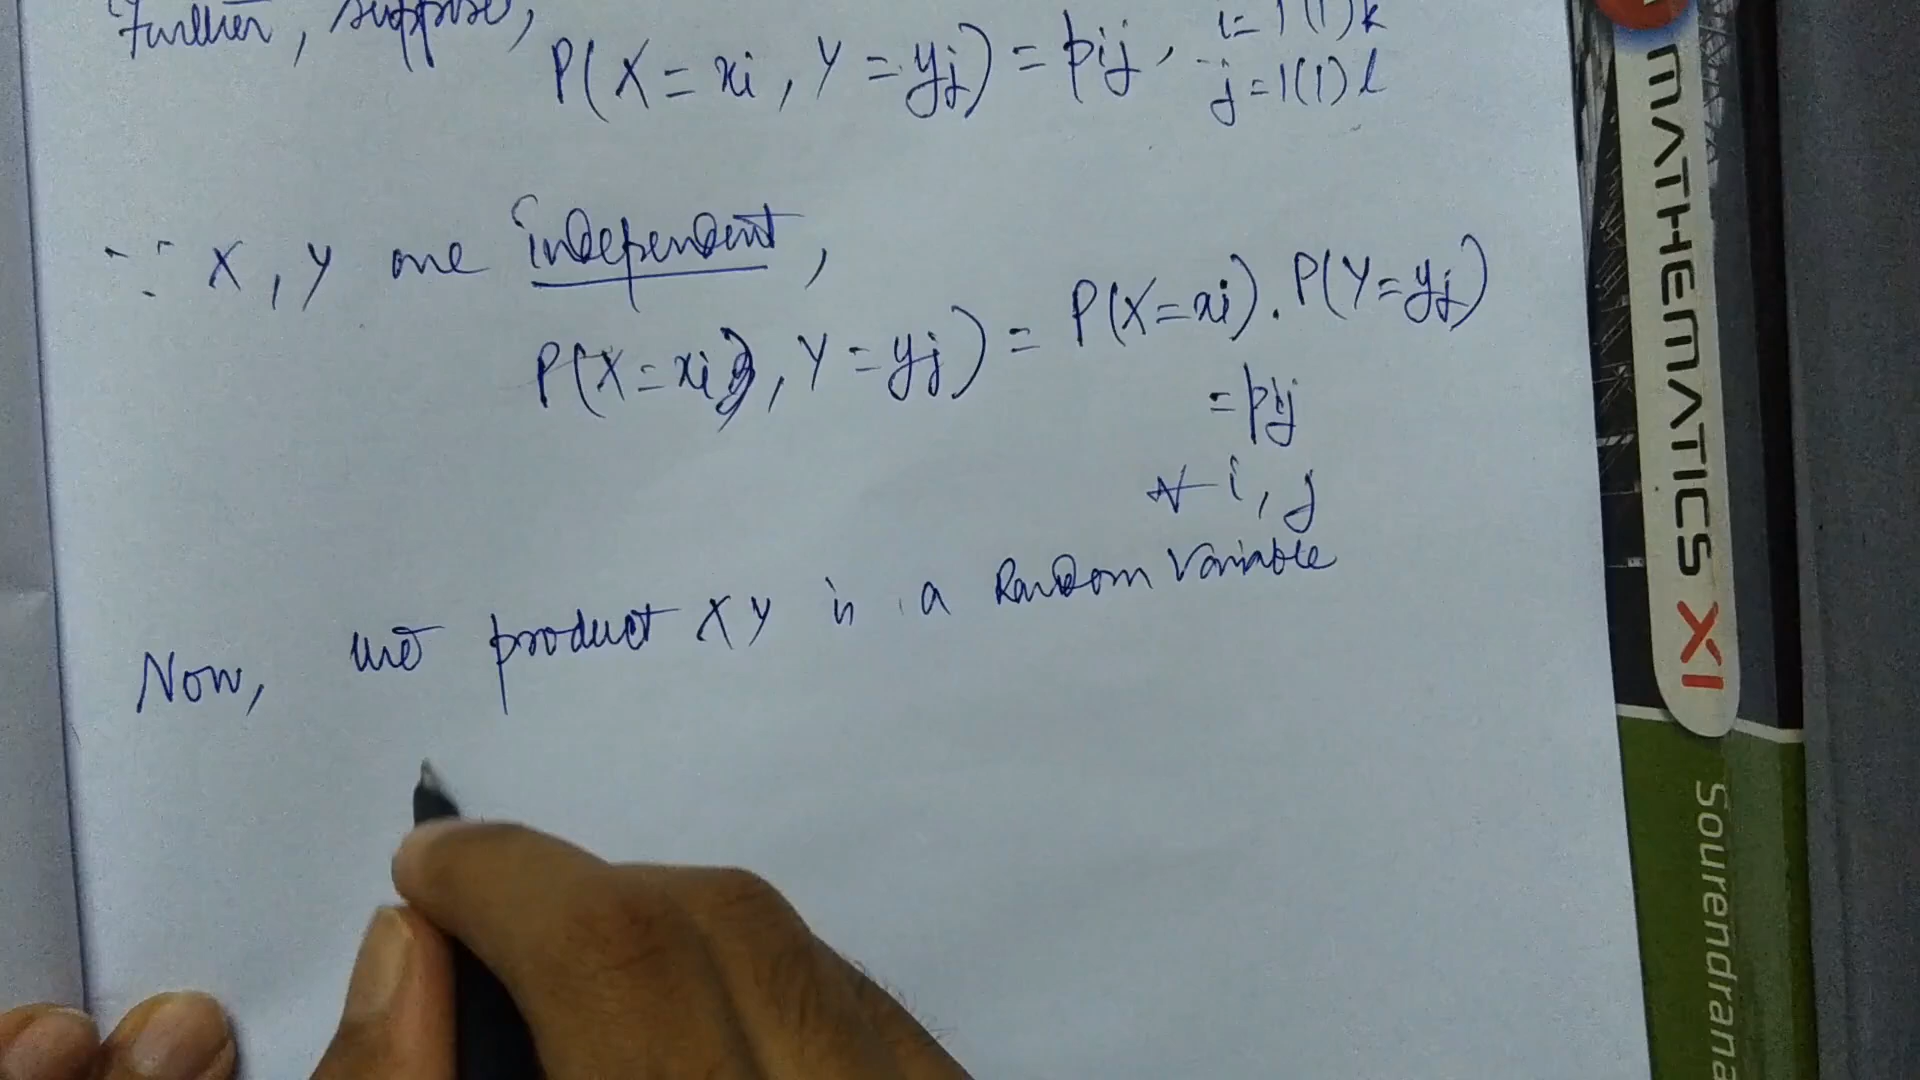 Further, suppose,
P(X = xi, Y = yj) = pij, i = 1(1)k
j = 1(1)l
∵ X, Y are independent,
P(X = xi, Y = yj) = P(X = xi). P(Y = yj)
= pij
∀ i, j
Now, the product XY is a Random Variable
MATHEMATICS XI
Sourendrana